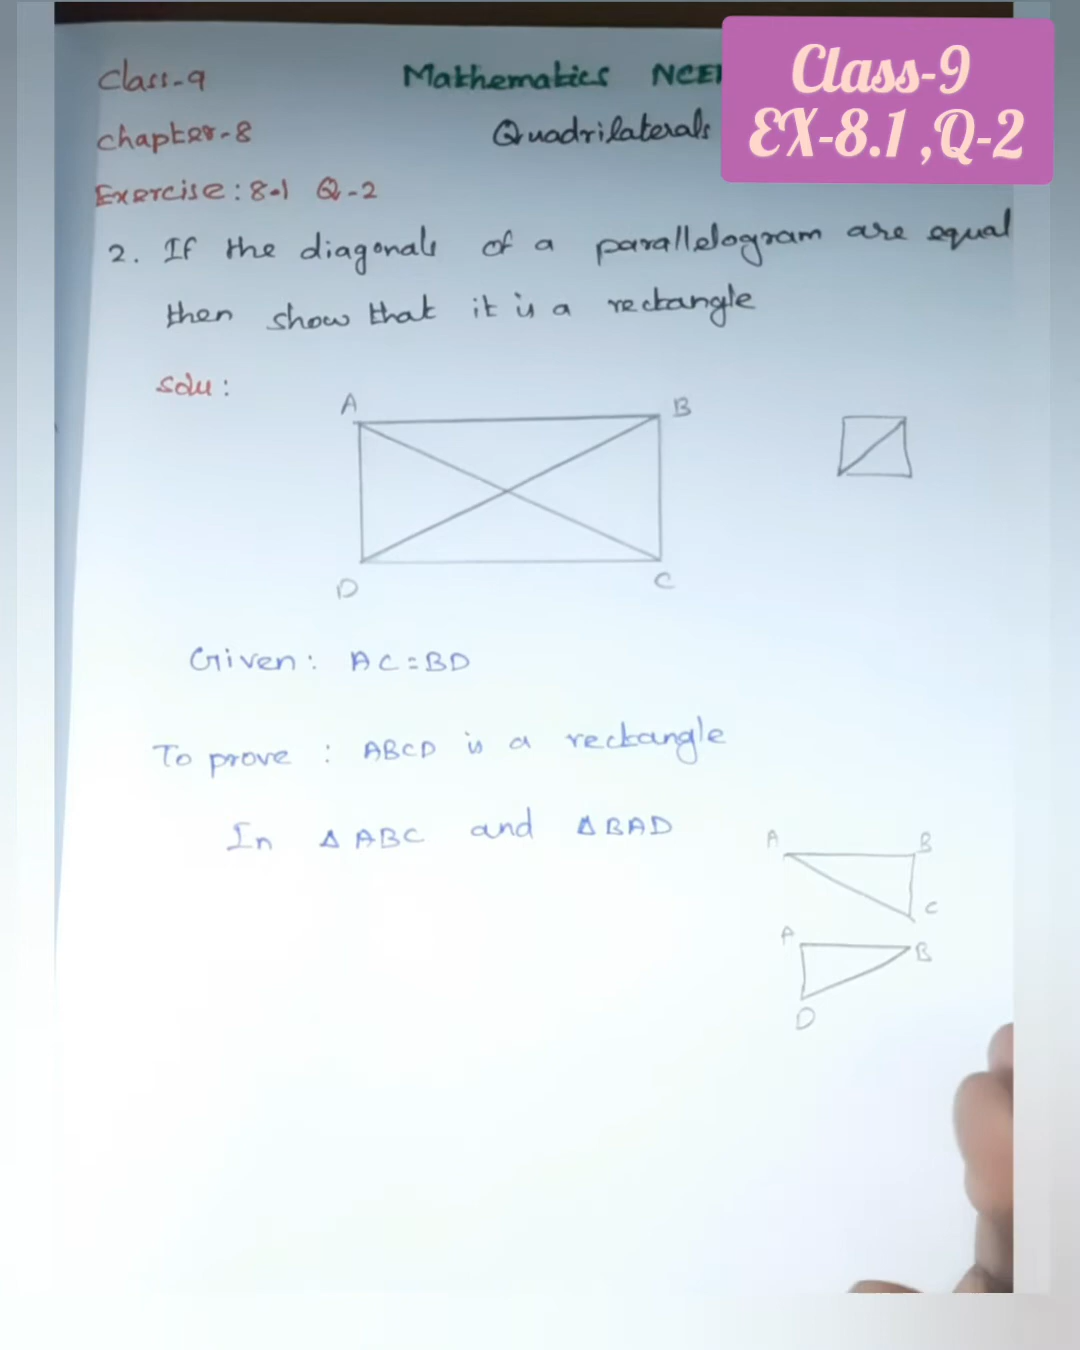 Class-9
Mathematics NCE
Class-9
EX-8.1 ,Q-2
chapter-8
Quadrilaterals
Exercise: 8.1 Q-2
2. If the diagonals of a parallelogram are equal
then show that it is a rectangle
Solu:
A B
D C
Given: AC=BD
To prove : ABCD is a rectangle
In △ ABC and △ BAD
A B
C
A B
D